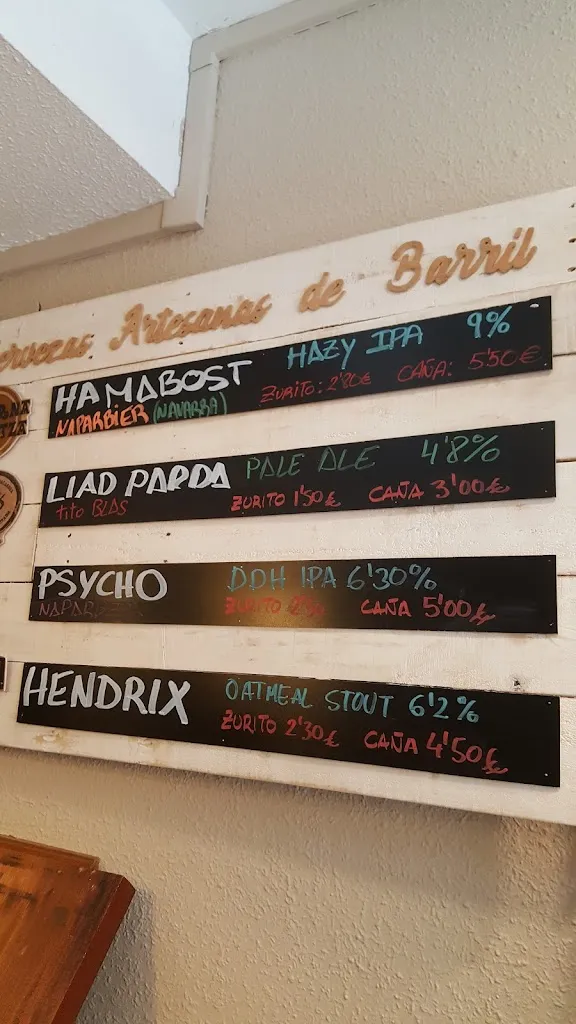 Artesanas de Barril
HAMABOST HAZY IPA 9%
NAPARBIER (NAVARRA) ZURITO: 2'80€ CAÑA: 5'50€
LIAD PARDA PALE ALE 4'8%
tito BLAS ZURITO 1'50€ CAÑA 3'00€
PSYCHO DDH IPA 6'30%
ZURITO CAÑA 5'00€
HENDRIX OATMEAL STOUT 6'2%
ZURITO 2'30€ CAÑA 4'50€